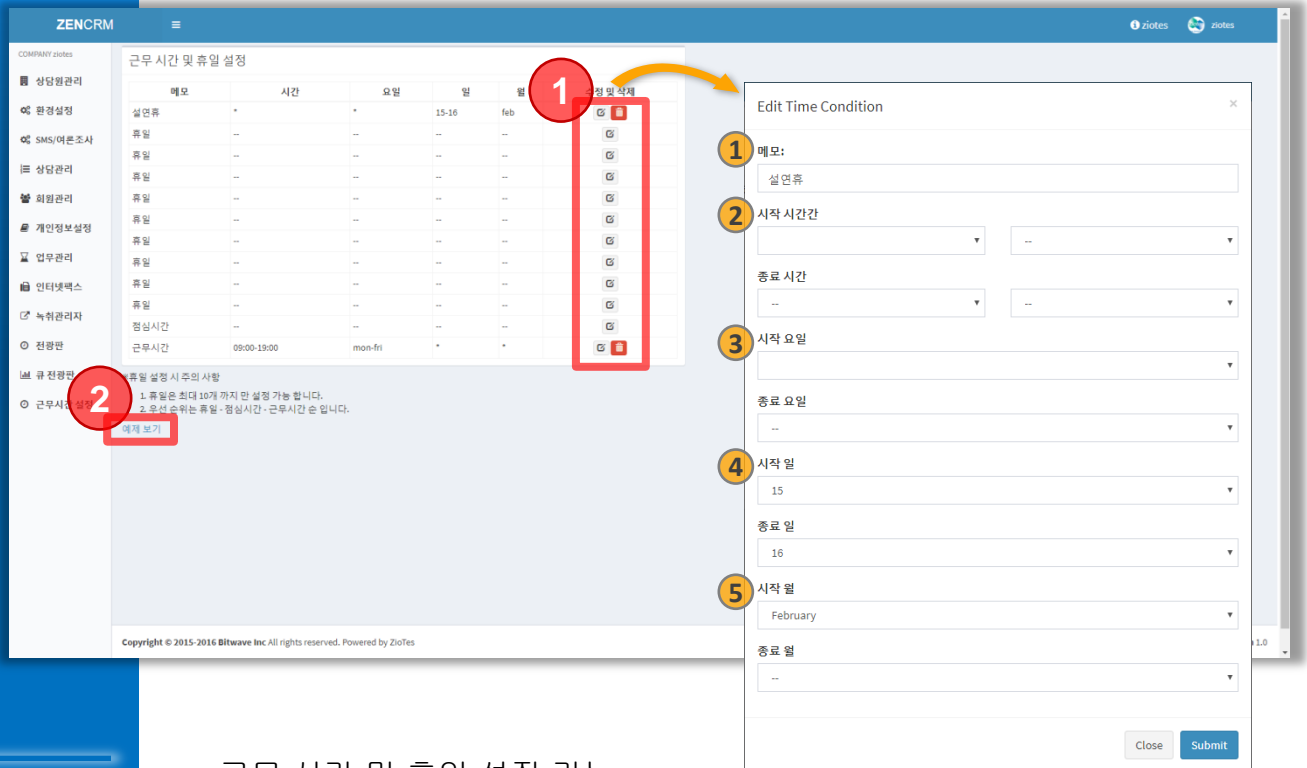 ZENCRM
ziotes
ziotes
COMPANY ziotes
상담원관리
환경설정
SMS/여론조사
상담관리
회원관리
개인정보설정
업무관리
인터넷팩스
녹취관리자
전광판
큐 전광판
근무시간 설정
근무 시간 및 휴일 설정
메모 시간 요일 일 월 정 및 삭제
설연휴 * * 15-16 feb
휴일 -- -- -- --
휴일 -- -- -- --
휴일 -- -- -- --
휴일 -- -- -- --
휴일 -- -- -- --
휴일 -- -- -- --
휴일 -- -- -- --
휴일 -- -- -- --
휴일 -- -- -- --
점심시간 -- -- -- --
근무시간 09:00-19:00 mon-fri * *
휴일 설정 시 주의 사항
1. 휴일은 최대 10개 까지 만 설정 가능 합니다.
2. 우선 순위는 휴일 - 점심시간 - 근무시간 순 입니다.
예제 보기
1
2
Copyright © 2015-2016 Bitwave Inc All rights reserved. Powered by ZioTes
1.0
Edit Time Condition ×
1 메모:
설연휴
2 시작 시간간
--
종료 시간
-- --
3 시작 요일
종료 요일
--
4 시작 일
15
종료 일
16
5 시작 월
February
종료 월
--
Close Submit